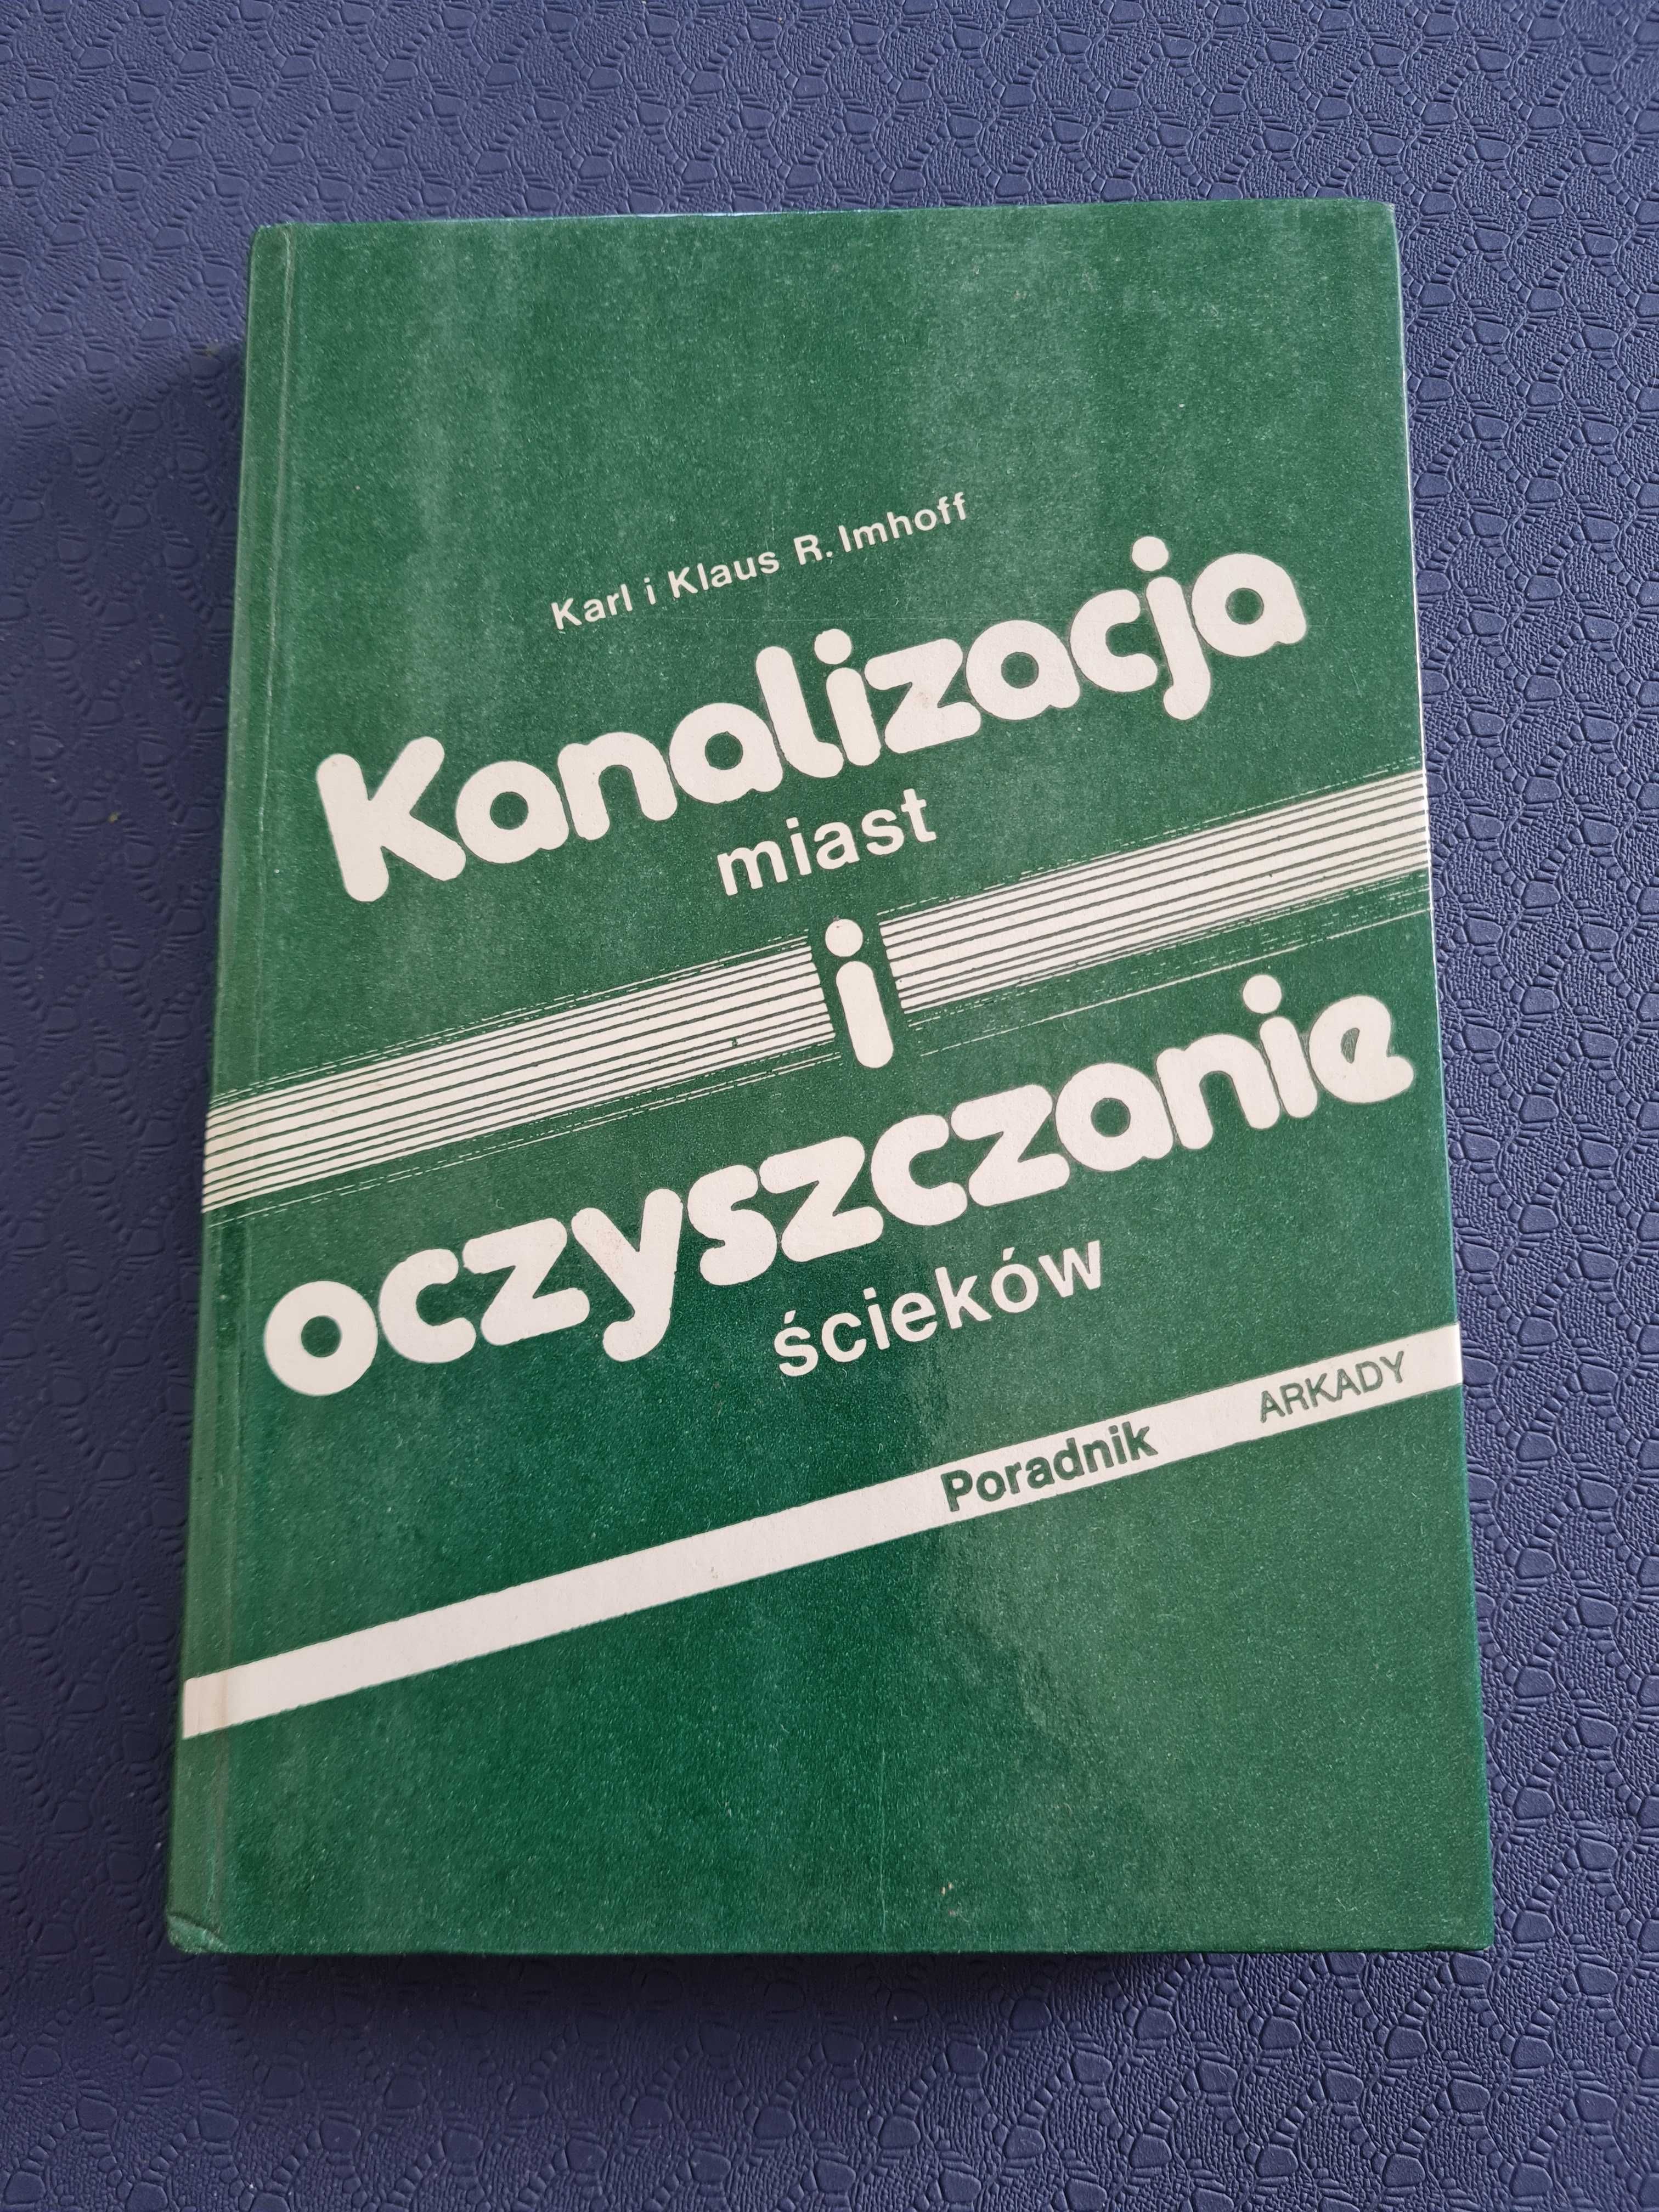 Karl i Klaus R. Imhoff
Kanalizacja
miast
i
oczyszczanie
ścieków
Poradnik ARKADY